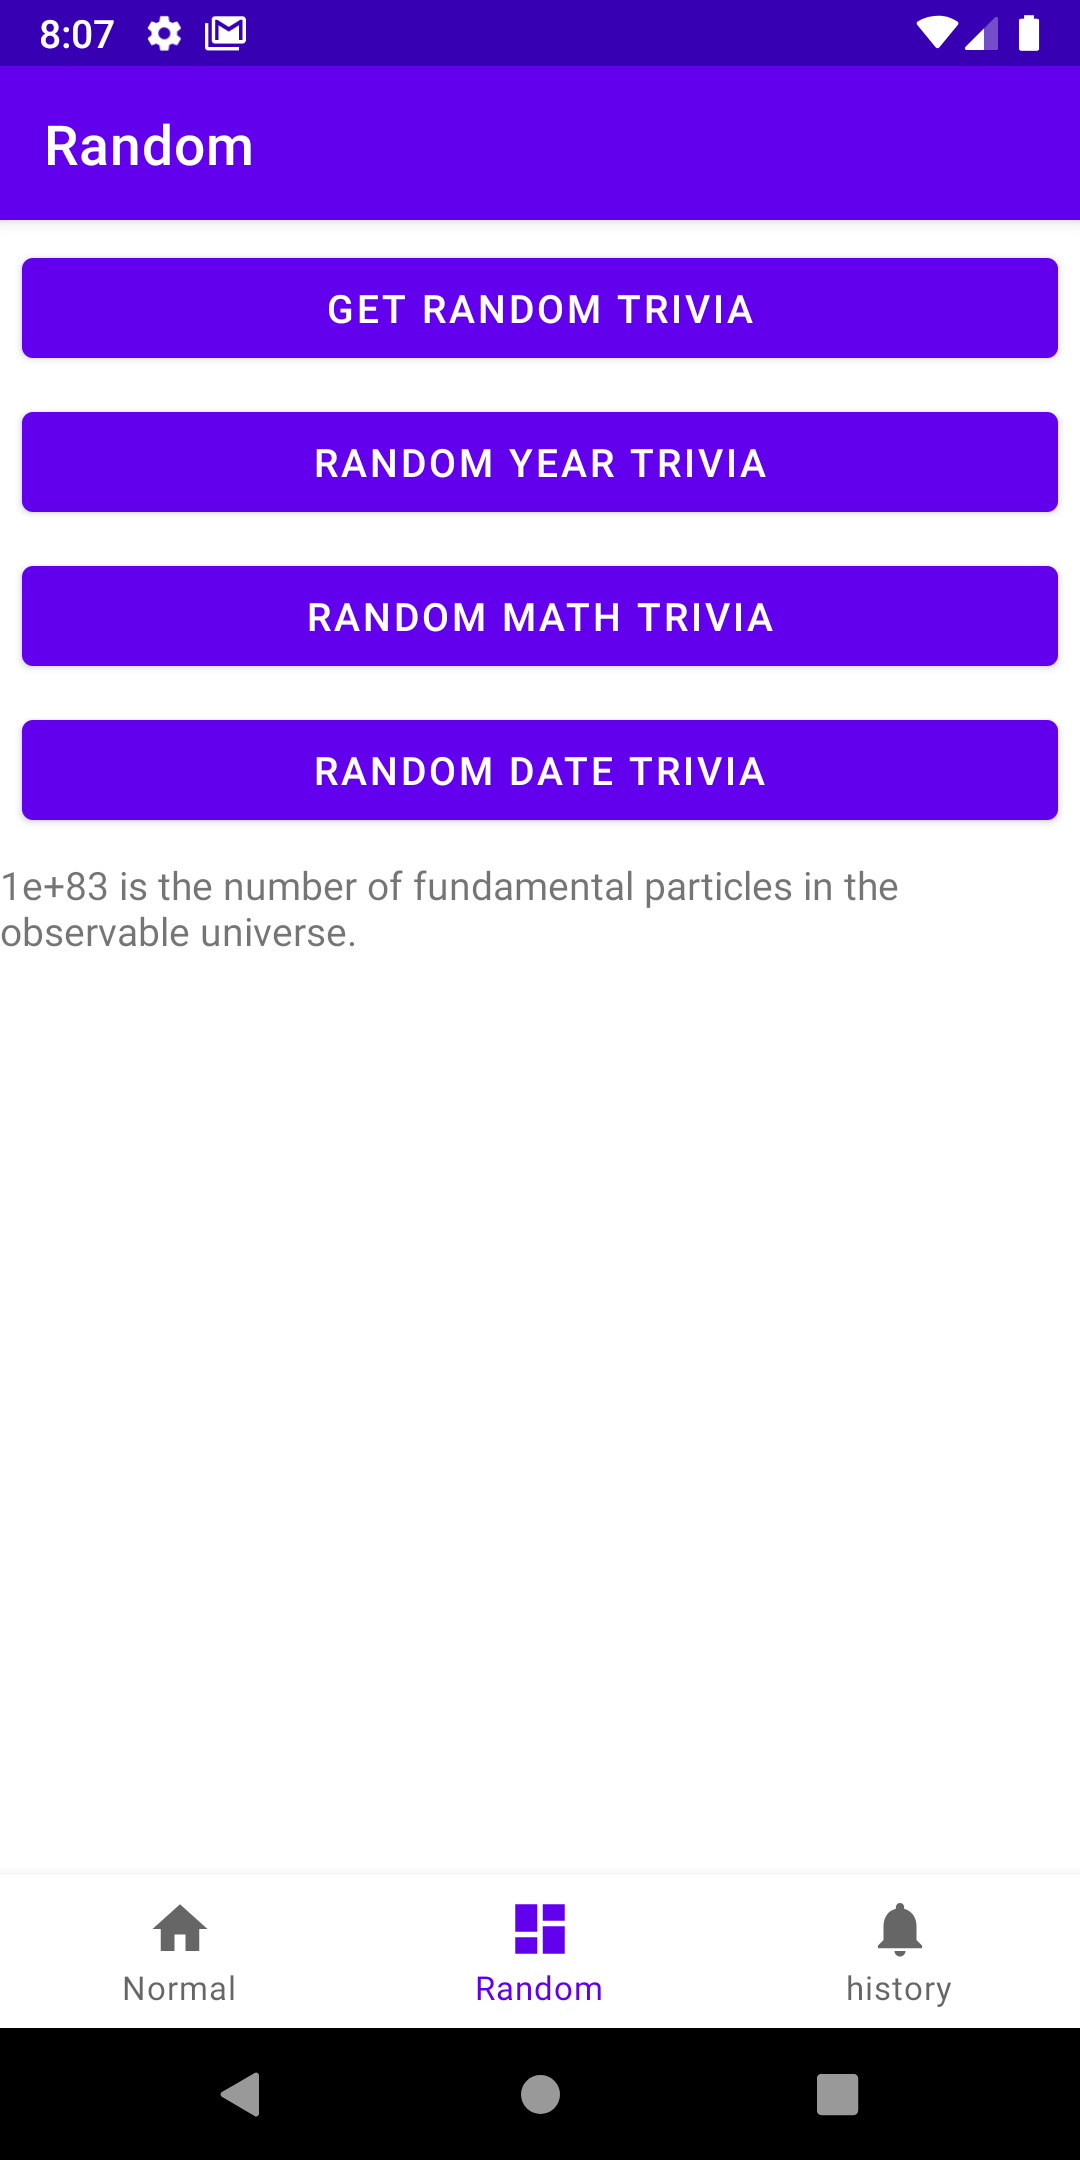 8:07
Random
GET RANDOM TRIVIA
RANDOM YEAR TRIVIA
RANDOM MATH TRIVIA
RANDOM DATE TRIVIA
1e+83 is the number of fundamental particles in the
observable universe.
Normal
Random
history